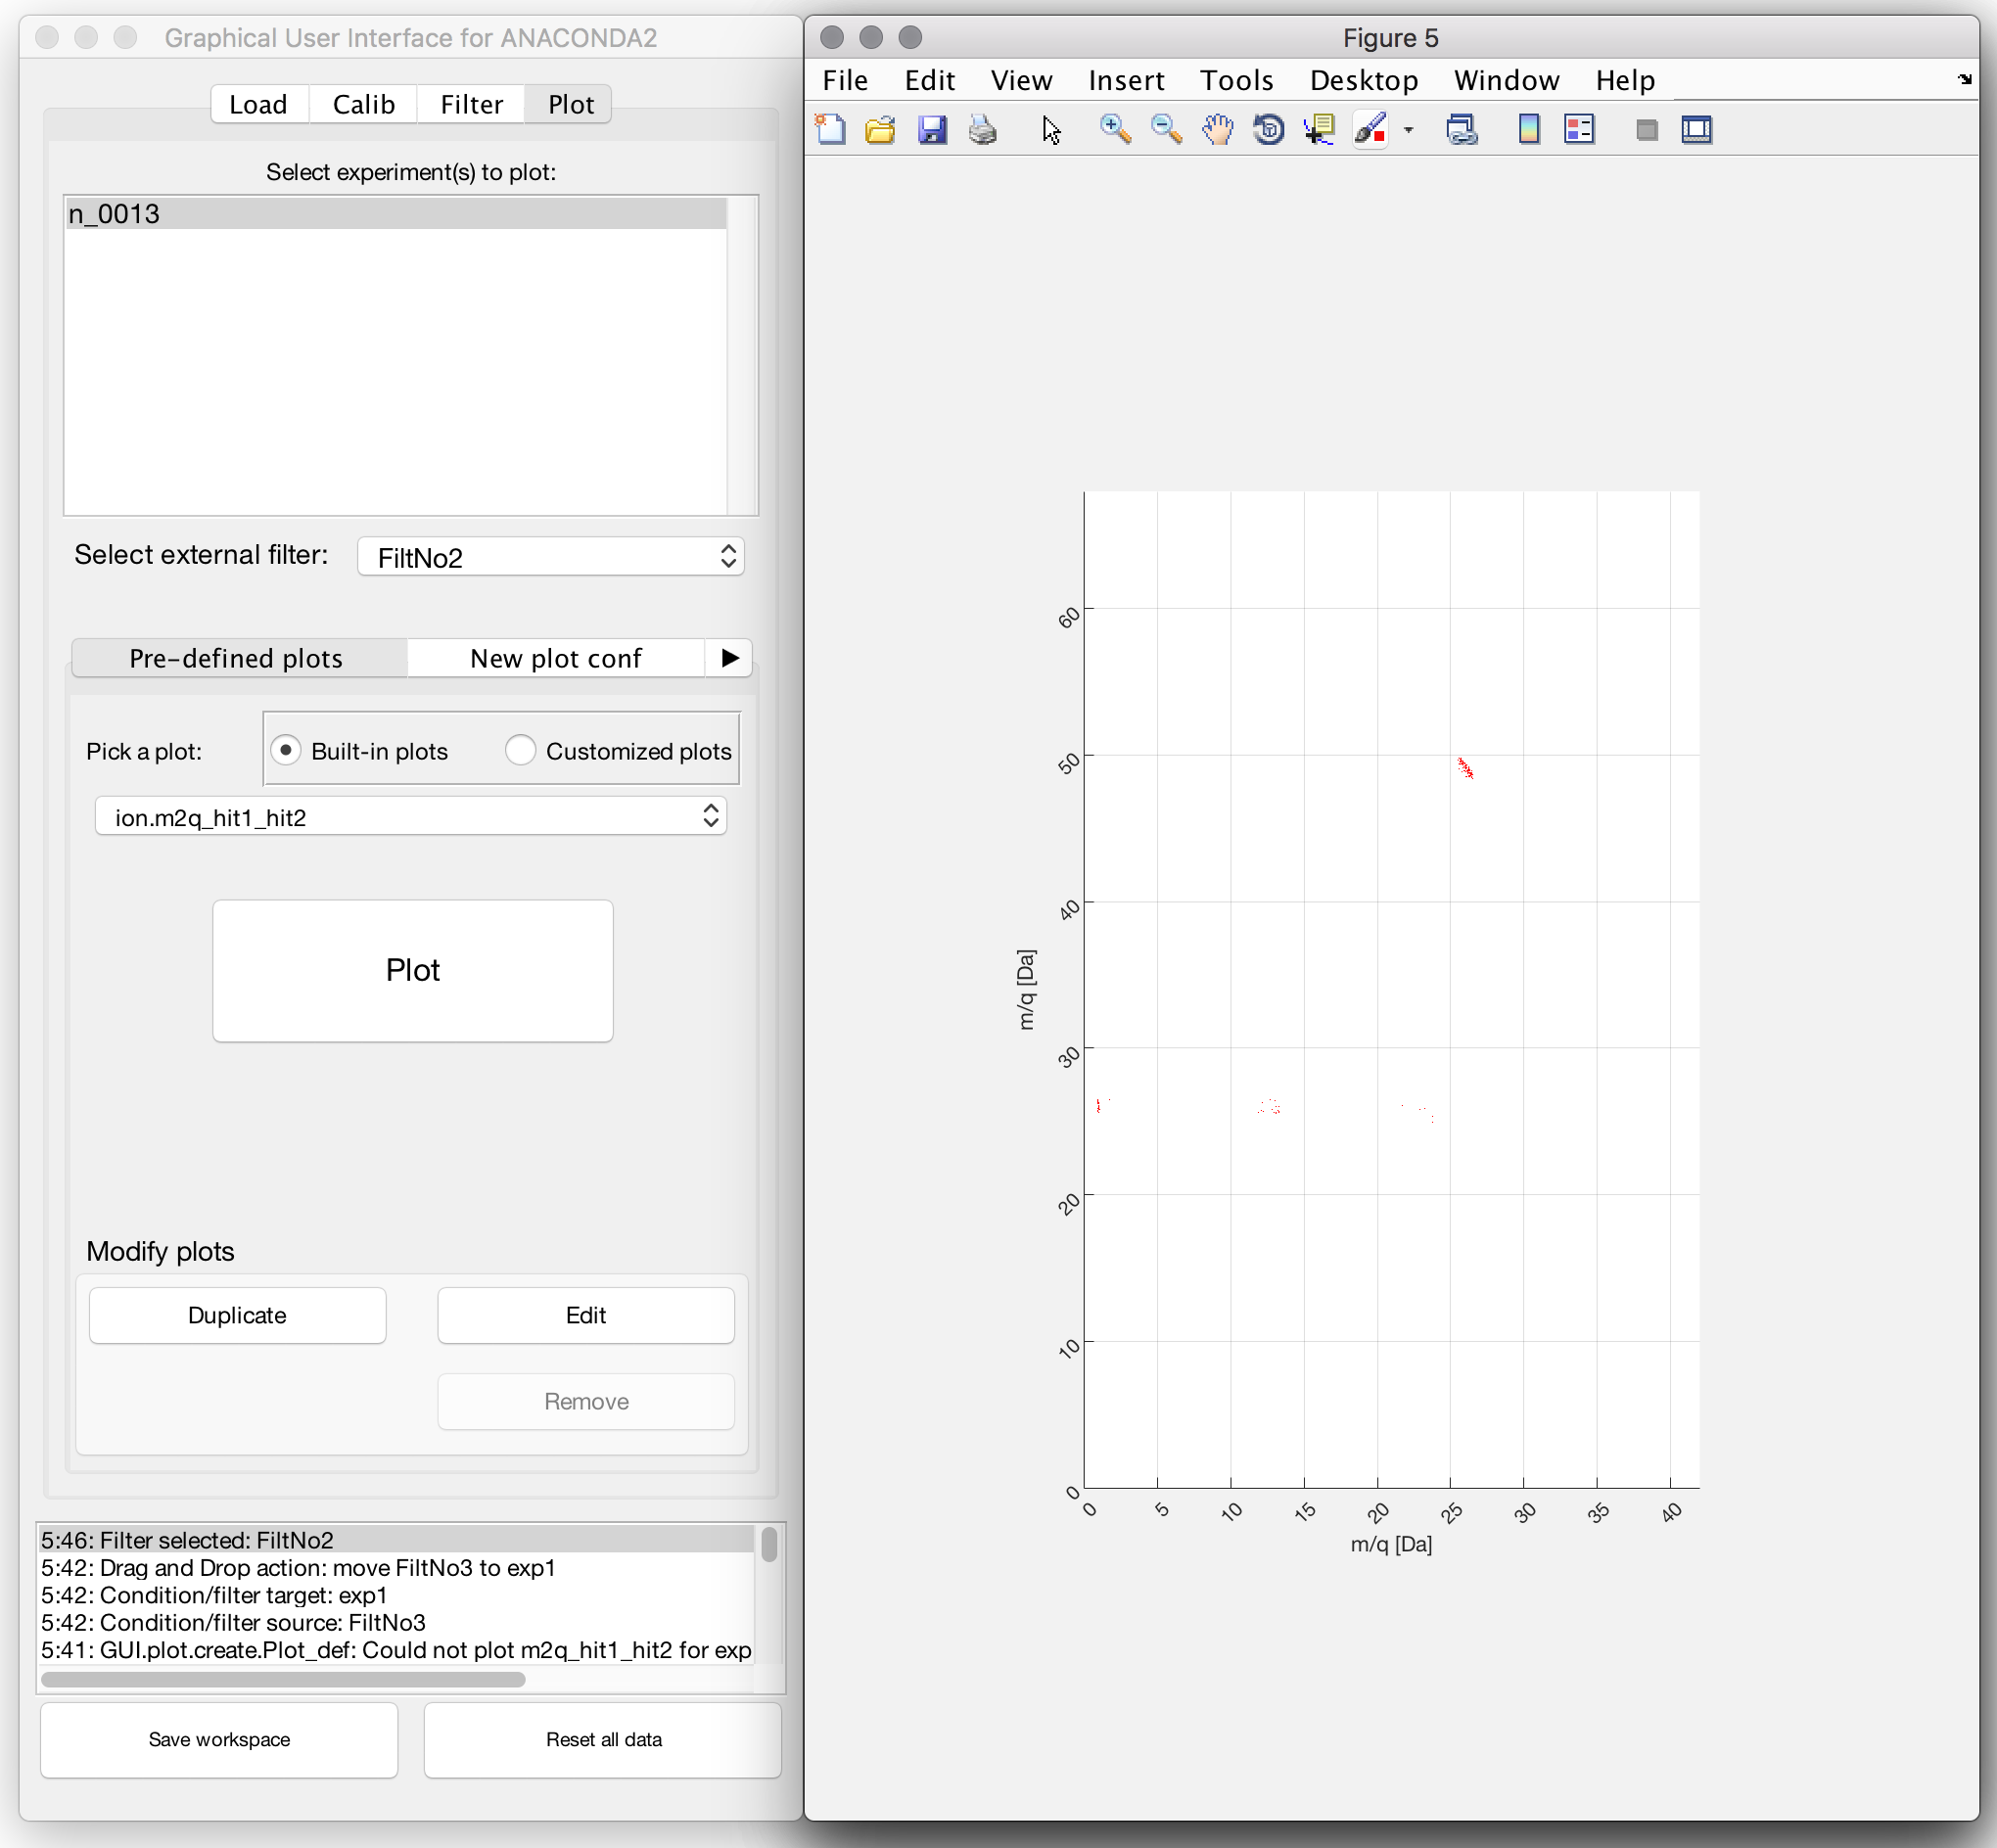 Graphical User Interface for ANACONDA2
Load Calib Filter Plot
Select experiment(s) to plot:
n_0013
Select external filter: FiltNo2
Pre-defined plots New plot conf
Pick a plot: Built-in plots Customized plots
ion.m2q_hit1_hit2
Plot
Modify plots
Duplicate Edit
Remove
5:46: Filter selected: FiltNo2
5:42: Drag and Drop action: move FiltNo3 to exp1
5:42: Condition/filter target: exp1
5:42: Condition/filter source: FiltNo3
5:41: GUI.plot.create.Plot_def: Could not plot m2q_hit1_hit2 for exp
Save workspace Reset all data
Figure 5
File Edit View Insert Tools Desktop Window Help
60
50
40
30
20
10
0
m/q [Da]
0 5 10 15 20 25 30 35 40
m/q [Da]